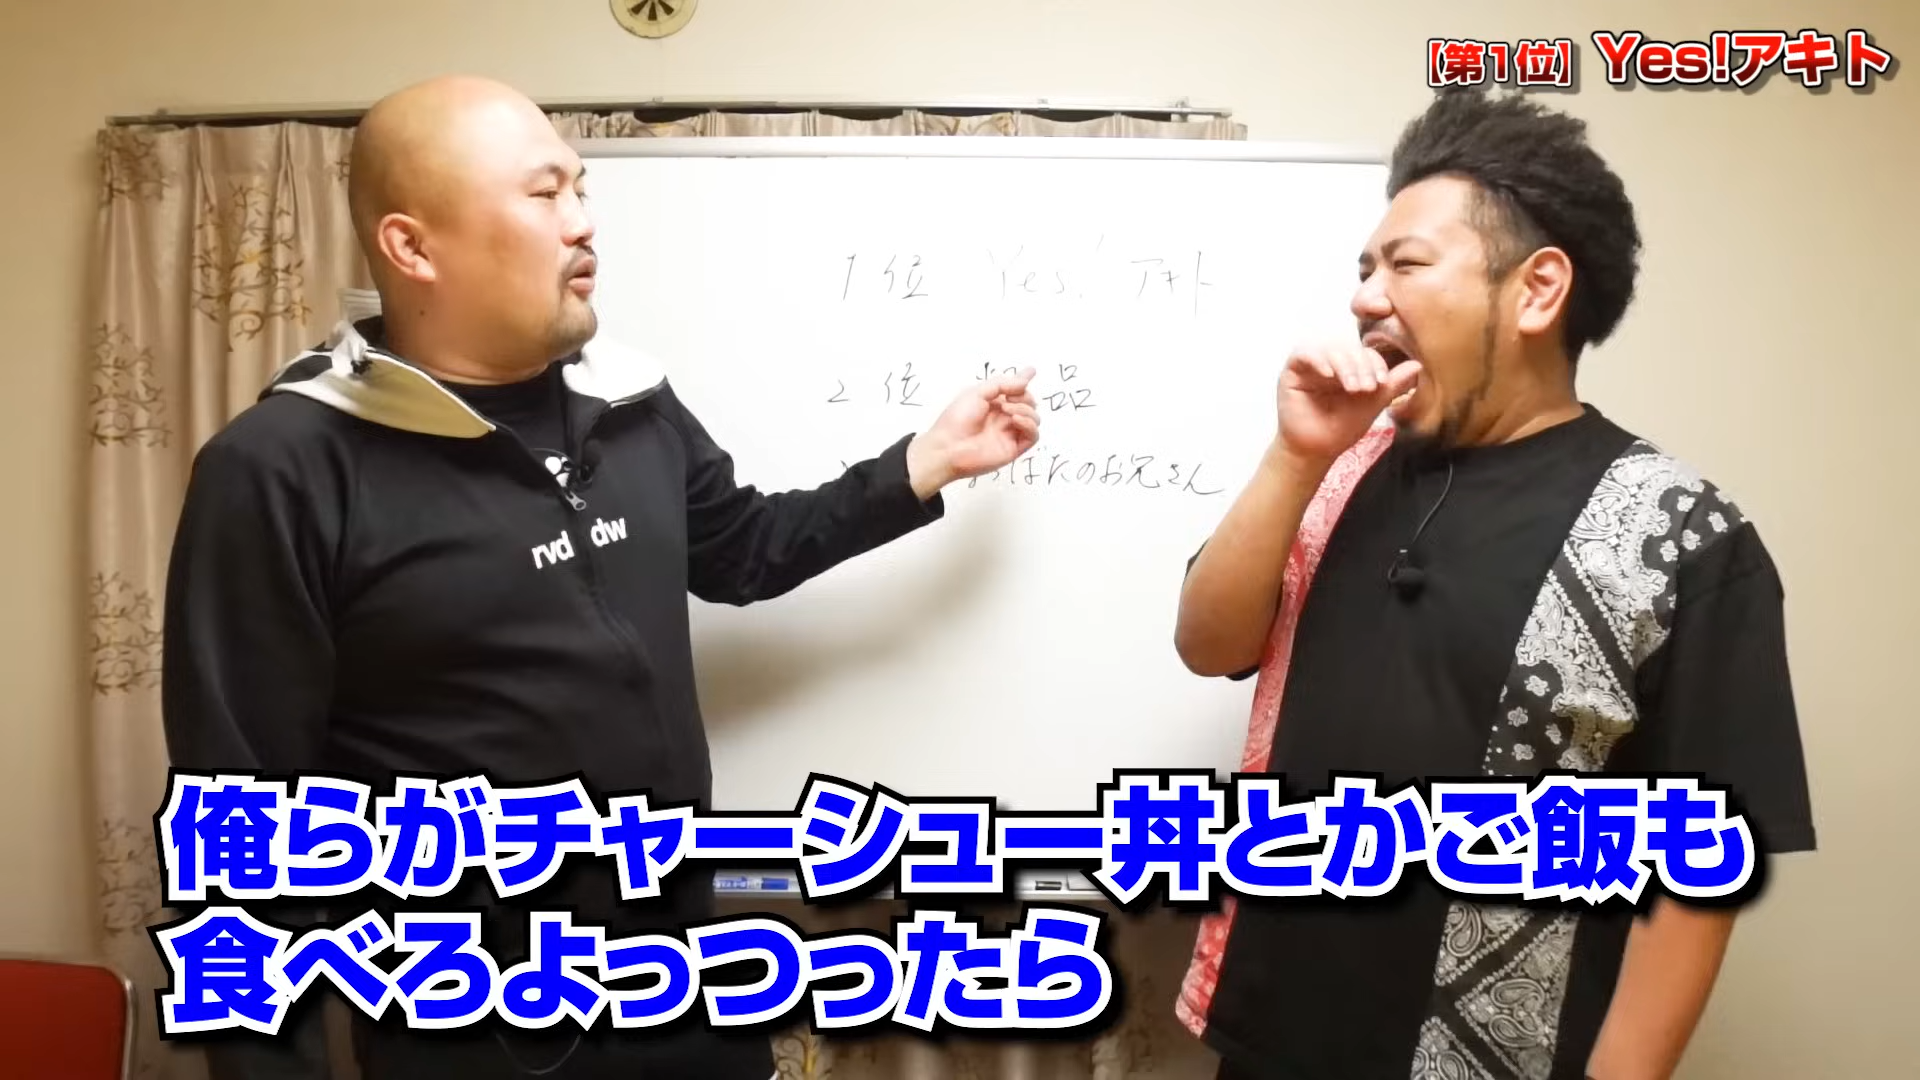 【第1位】 Yes!アキト
1位 Yes!アキト
2位 品
ばたのお兄さん
rvd dw
俺らがチャーシュー丼とかご飯も
食べろよっつったら